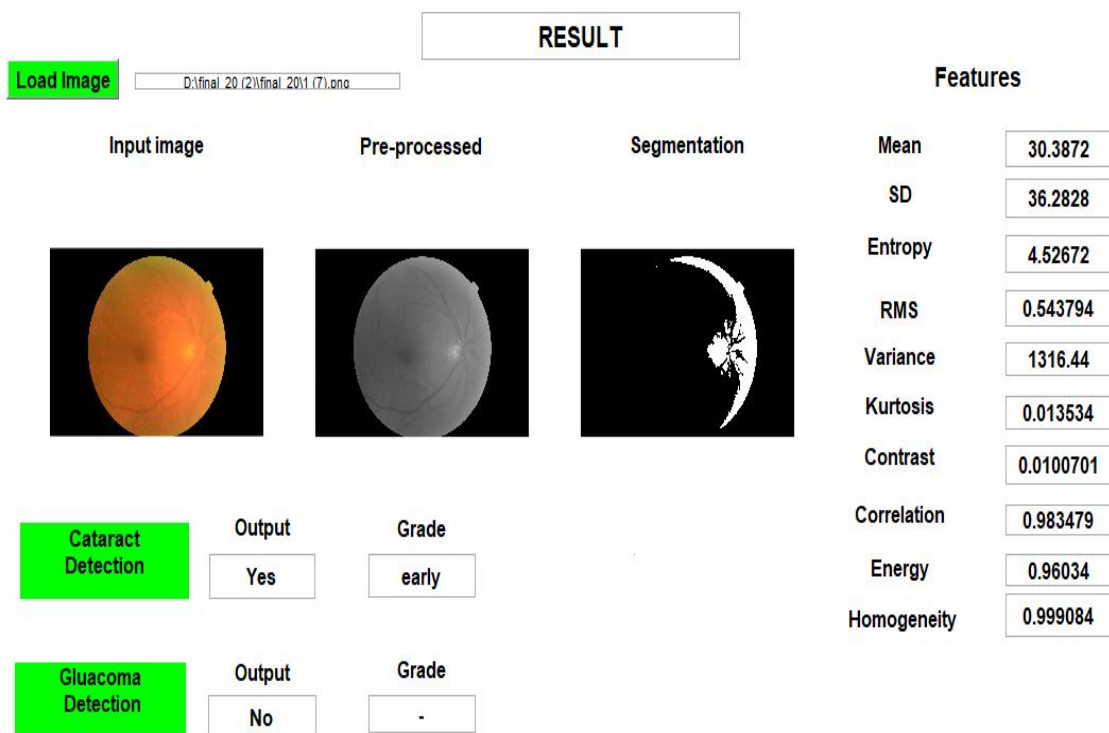 RESULT
Load Image
D:\final_20 (2)\final_20\1 (7).png
Features
Input image
Pre-processed
Segmentation
Mean
30.3872
SD
36.2828
Entropy
4.52672
RMS
0.543794
Variance
1316.44
Kurtosis
0.013534
Contrast
0.0100701
Correlation
0.983479
Energy
0.96034
Homogeneity
0.999084
Cataract
Detection
Output
Grade
Yes
early
Gluacoma
Detection
Output
Grade
No
-